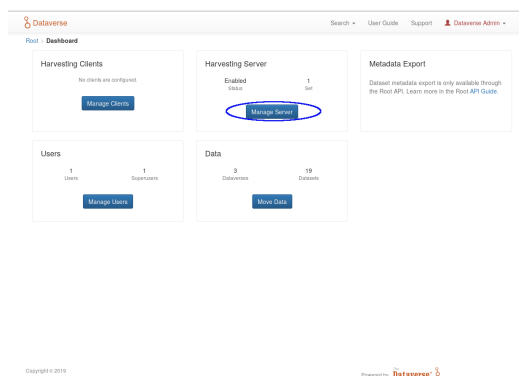 Dataverse
Search User Guide Support Dataverse Admin
Root > Dashboard
Harvesting Clients
No clients are configured.
Manage Clients
Harvesting Server
Enabled 1
Status Set
Manage Server
Metadata Export
Dataset metadata export is only available through
the Root API. Learn more in the Root API Guide.
Users
1 1
Users Superusers
Manage Users
Data
3 19
Dataverses Datasets
Move Data
Copyright © 2019
Powered by The Dataverse